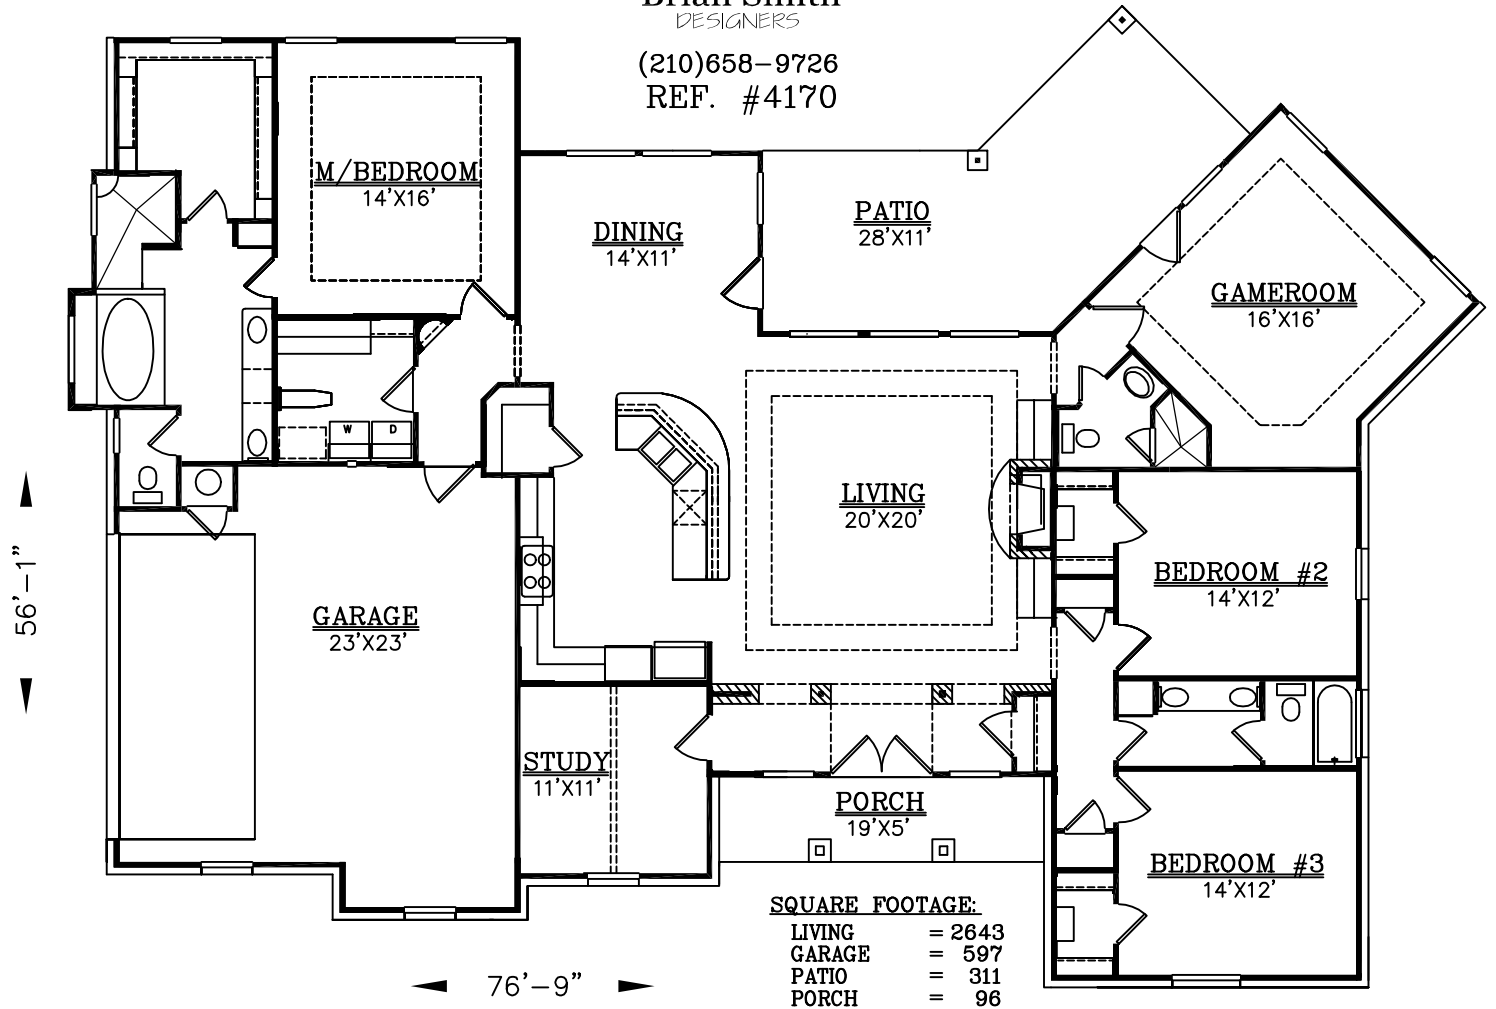 Brian Smith
DESIGNERS
(210)658-9726
REF. #4170
M/BEDROOM
14'X16'
DINING
14'X11'
PATIO
28'X11'
GAMEROOM
16'X16'
W D
LIVING
20'X20'
BEDROOM #2
14'X12'
GARAGE
23'X23'
56'-1"
STUDY
11'X11'
PORCH
19'X5'
BEDROOM #3
14'X12'
SQUARE FOOTAGE:
LIVING = 2643
GARAGE = 597
PATIO = 311
PORCH = 96
76'-9"